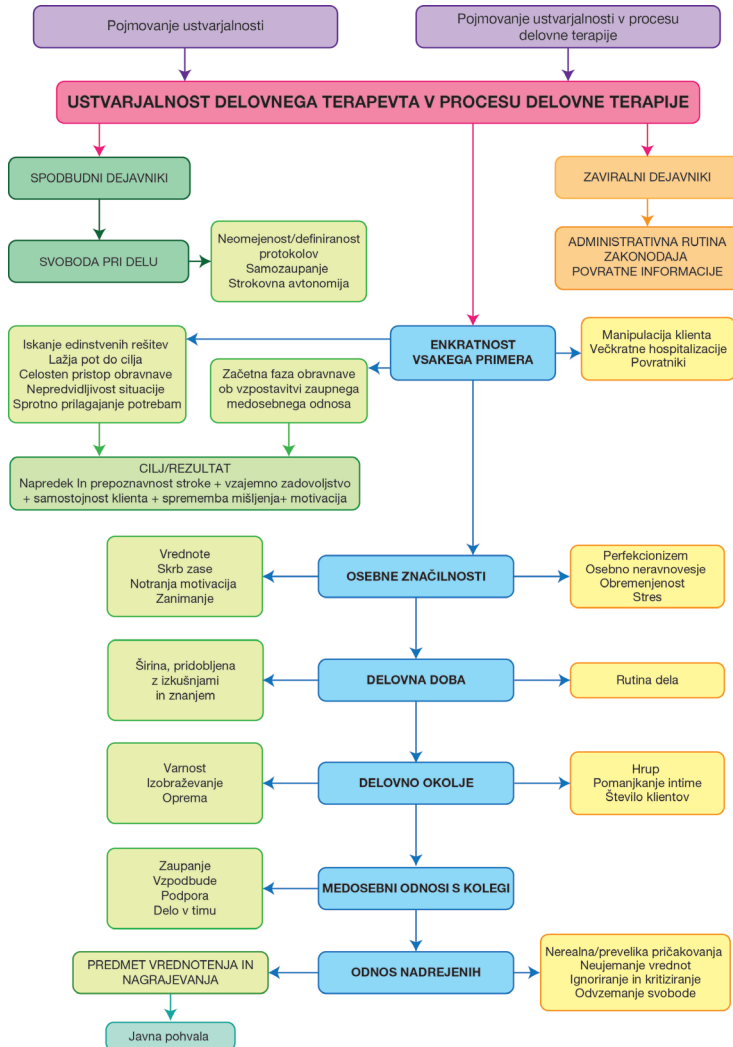 Pojmovanje ustvarjalnosti
Pojmovanje ustvarjalnosti v procesu
delovne terapije
USTVARJALNOST DELOVNEGA TERAPEVTA V PROCESU DELOVNE TERAPIJE
SPODBUDNI DEJAVNIKI
ZAVIRALNI DEJAVNIKI
SVOBODA PRI DELU
Neomejenost/definiranost
protokolov
Samozaupanje
Strokovna avtonomija
ADMINISTRATIVNA RUTINA
ZAKONODAJA
POVRATNE INFORMACIJE
Iskanje edinstvenih rešitev
Lažja pot do cilja
Celosten pristop obravnave
Nepredvidljivost situacije
Sprotno prilagajanje potrebam
Začetna faza obravnave
ob vzpostavitvi zaupnega
medosebnega odnosa
ENKRATNOST
VSAKEGA PRIMERA
Manipulacija klienta
Večkratne hospitalizacije
Povratniki
CILJ/REZULTAT
Napredek In prepoznavnost stroke + vzajemno zadovoljstvo
+ samostojnost klienta + sprememba mišljenja+ motivacija
Vrednote
Skrb zase
Notranja motivacija
Zanimanje
OSEBNE ZNAČILNOSTI
Perfekcionizem
Osebno neravnovesje
Obremenjenost
Stres
Širina, pridobljena
z izkušnjami
in znanjem
DELOVNA DOBA
Rutina dela
Varnost
Izobraževanje
Oprema
DELOVNO OKOLJE
Hrup
Pomanjkanje intime
Število klientov
Zaupanje
Vzpodbude
Podpora
Delo v timu
MEDOSEBNI ODNOSI S KOLEGI
PREDMET VREDNOTENJA IN
NAGRAJEVANJA
ODNOS NADREJENIH
Nerealna/prevelika pričakovanja
Neujemanje vrednot
Ignoriranje in kritiziranje
Odvzemanje svobode
Javna pohvala